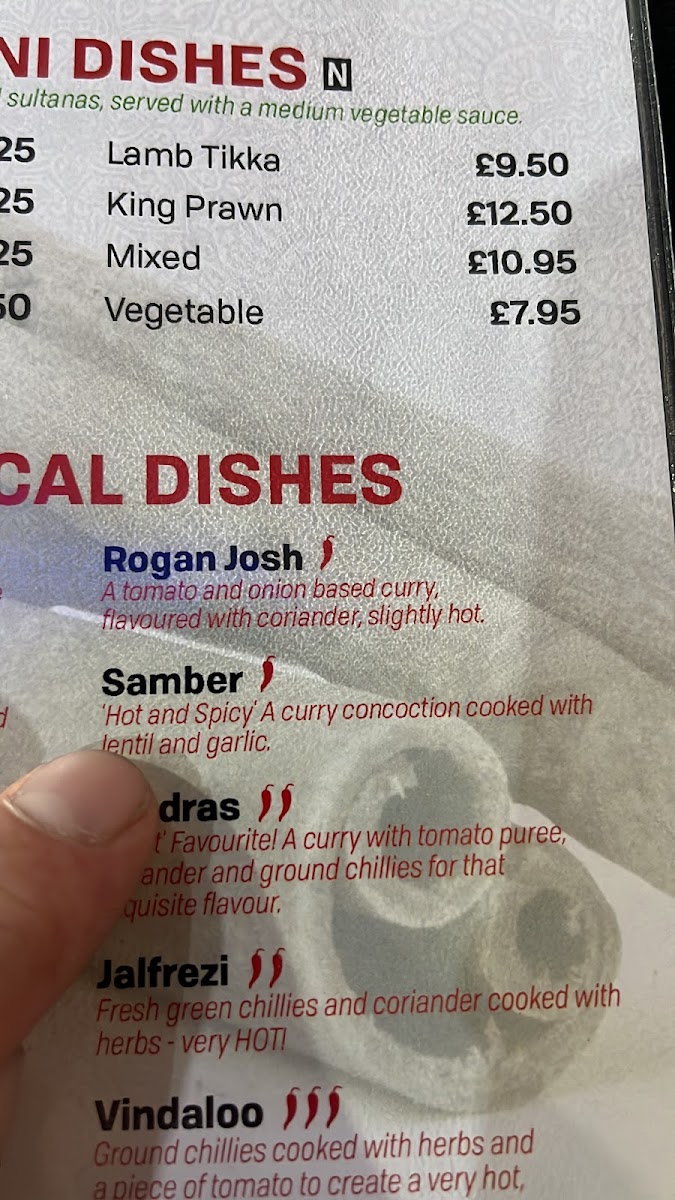 NI DISHES N
sultanas, served with a medium vegetable sauce.
25 Lamb Tikka £9.50
25 King Prawn £12.50
25 Mixed £10.95
50 Vegetable £7.95
CAL DISHES
Rogan Josh
A tomato and onion based curry,
flavoured with coriander, slightly hot.
Samber
'Hot and Spicy' A curry concoction cooked with
lentil and garlic.
dras
t' Favourite! A curry with tomato puree,
ander and ground chillies for that
quisite flavour.
Jalfrezi
Fresh green chillies and coriander cooked with
herbs - very HOT!
Vindaloo
Ground chillies cooked with herbs and
a piece of tomato to create a very hot,